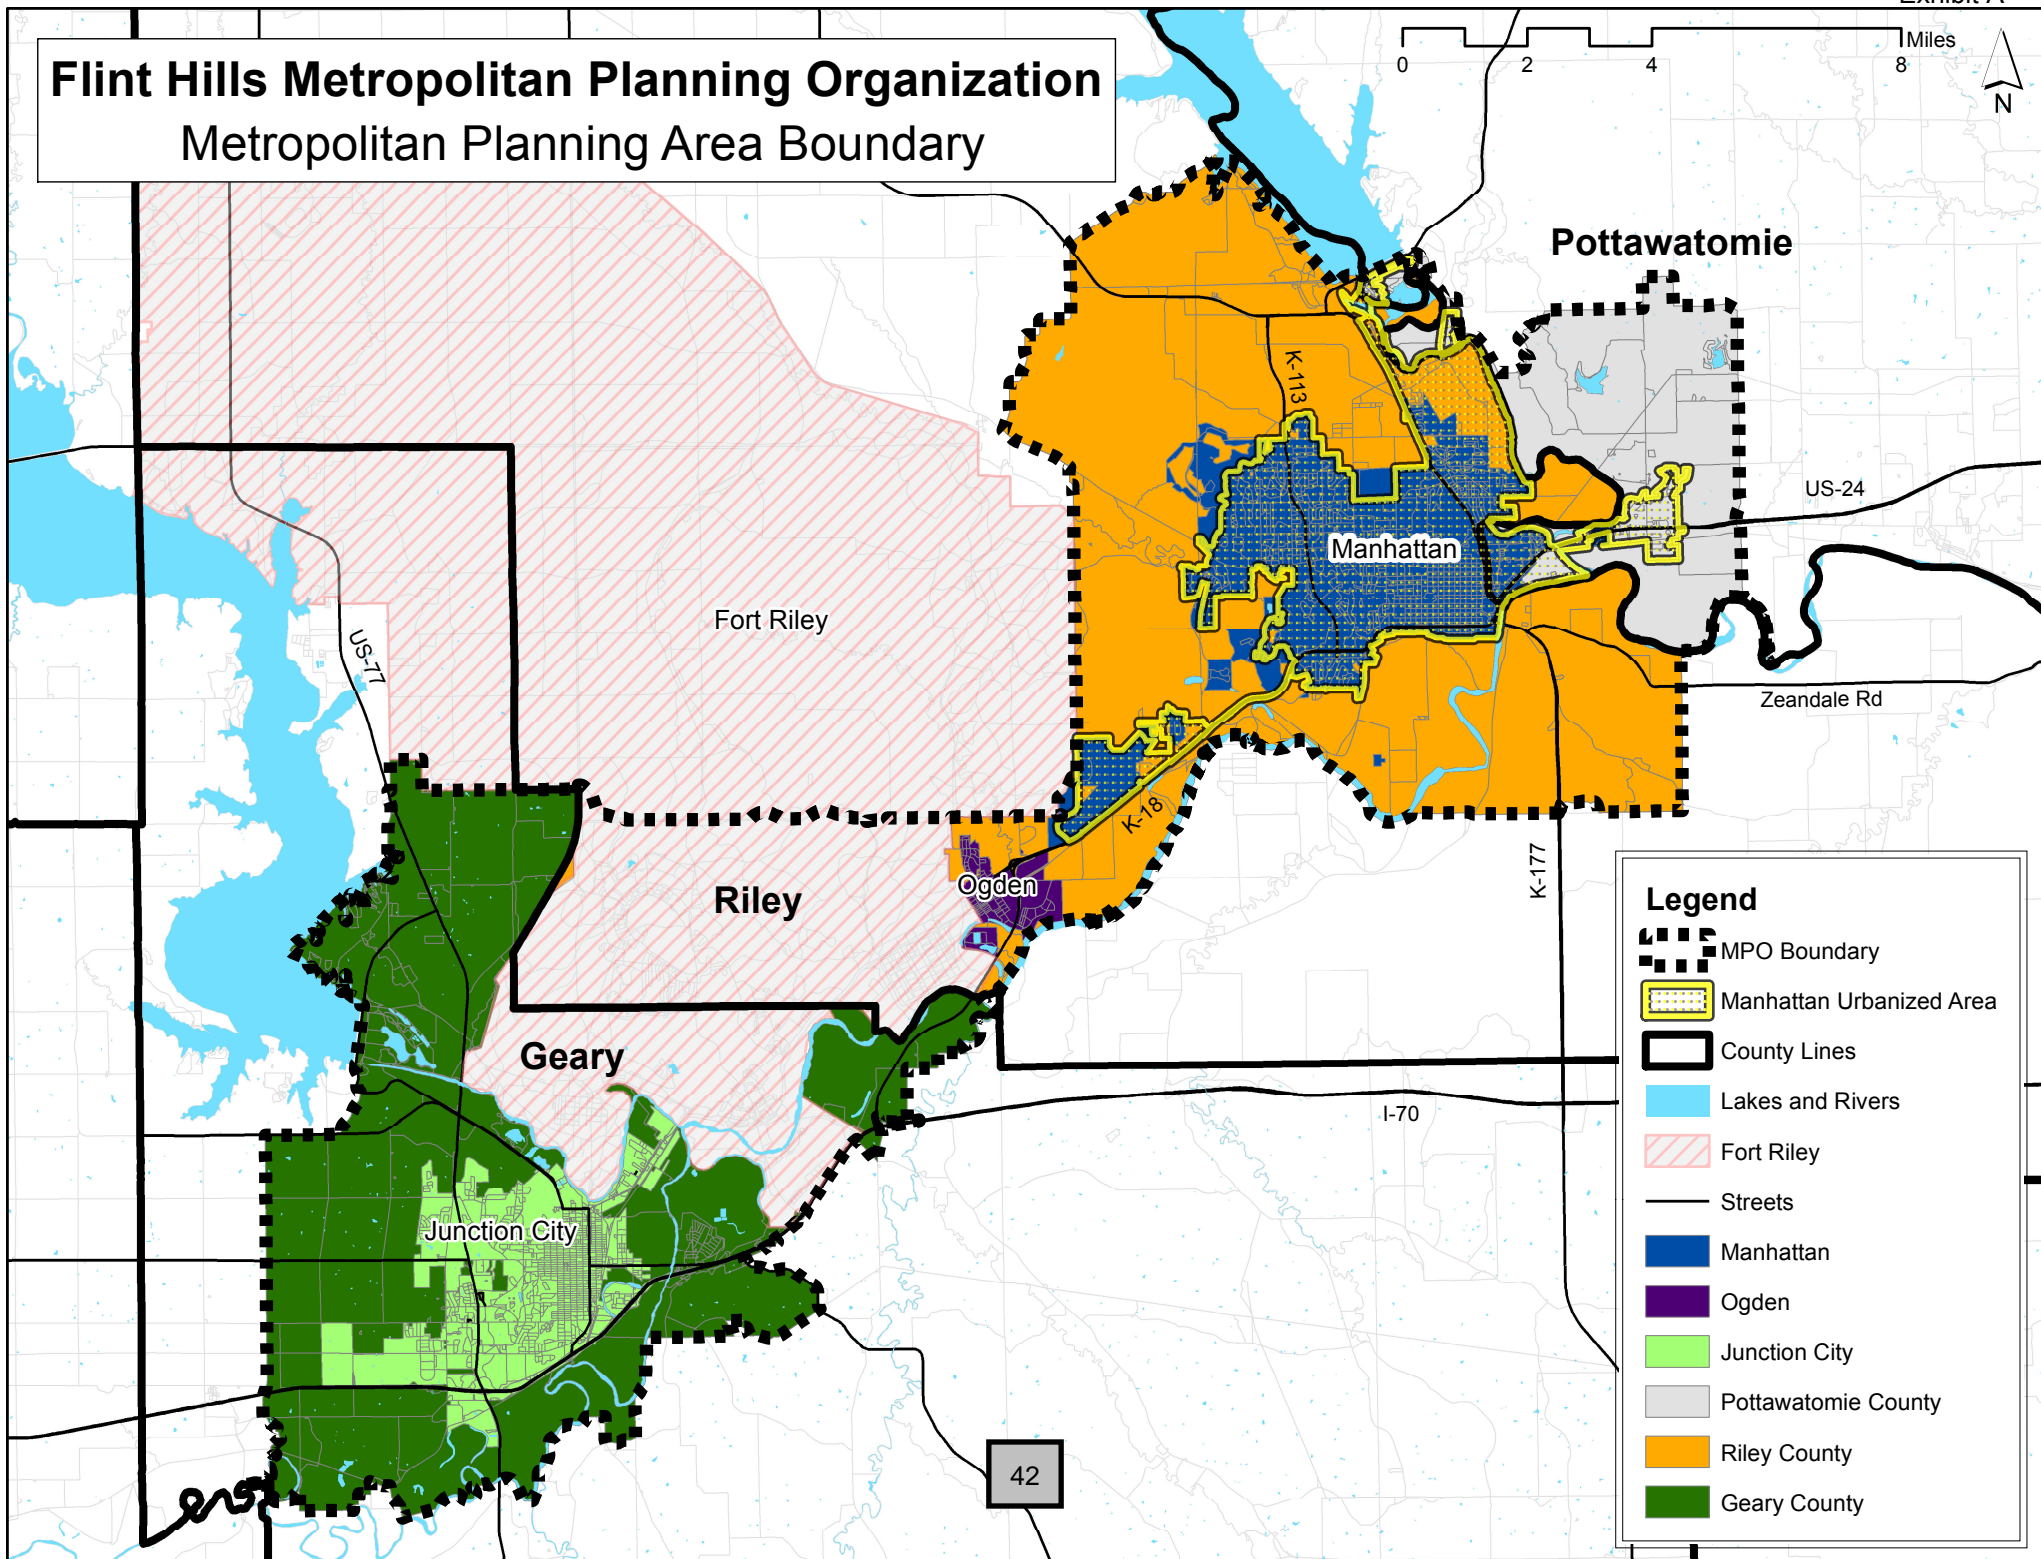 Exhibit A
Flint Hills Metropolitan Planning Organization
Metropolitan Planning Area Boundary
0 2 4 8 Miles
N
Pottawatomie
K-113
US-24
Manhattan
Fort Riley
US-77
Zeandale Rd
K-18
K-177
Ogden
Riley
Geary
I-70
Junction City
42
Legend
MPO Boundary
Manhattan Urbanized Area
County Lines
Lakes and Rivers
Fort Riley
Streets
Manhattan
Ogden
Junction City
Pottawatomie County
Riley County
Geary County